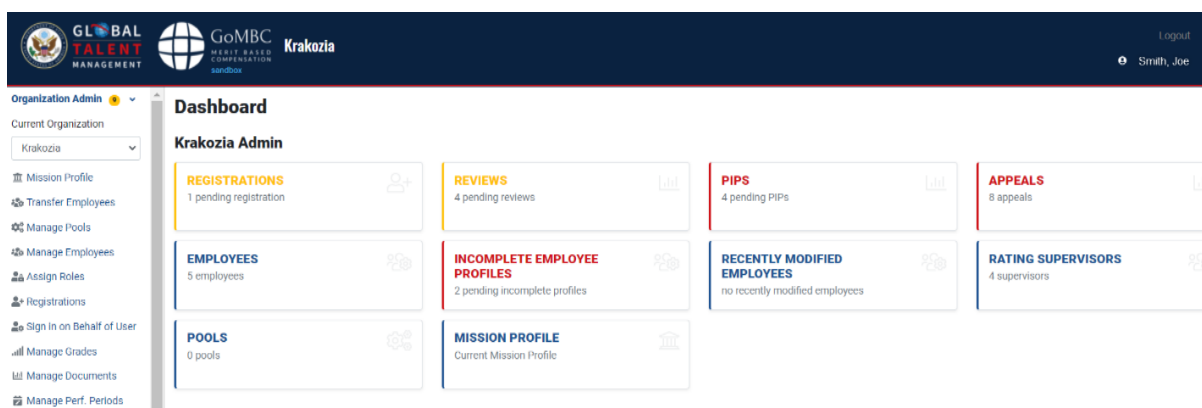 GLOBAL
TALENT
MANAGEMENT
GoMBC
MERIT BASED
COMPENSATION
sandbox
Krakozia
Logout
Smith, Joe
Organization Admin 9
Current Organization
Krakozia
Mission Profile
Transfer Employees
Manage Pools
Manage Employees
Assign Roles
Registrations
Sign in on Behalf of User
Manage Grades
Manage Documents
Manage Perf. Periods
Dashboard
Krakozia Admin
REGISTRATIONS
1 pending registration
REVIEWS
4 pending reviews
PIPS
4 pending PIPs
APPEALS
8 appeals
EMPLOYEES
5 employees
INCOMPLETE EMPLOYEE
PROFILES
2 pending incomplete profiles
RECENTLY MODIFIED
EMPLOYEES
no recently modified employees
RATING SUPERVISORS
4 supervisors
POOLS
0 pools
MISSION PROFILE
Current Mission Profile